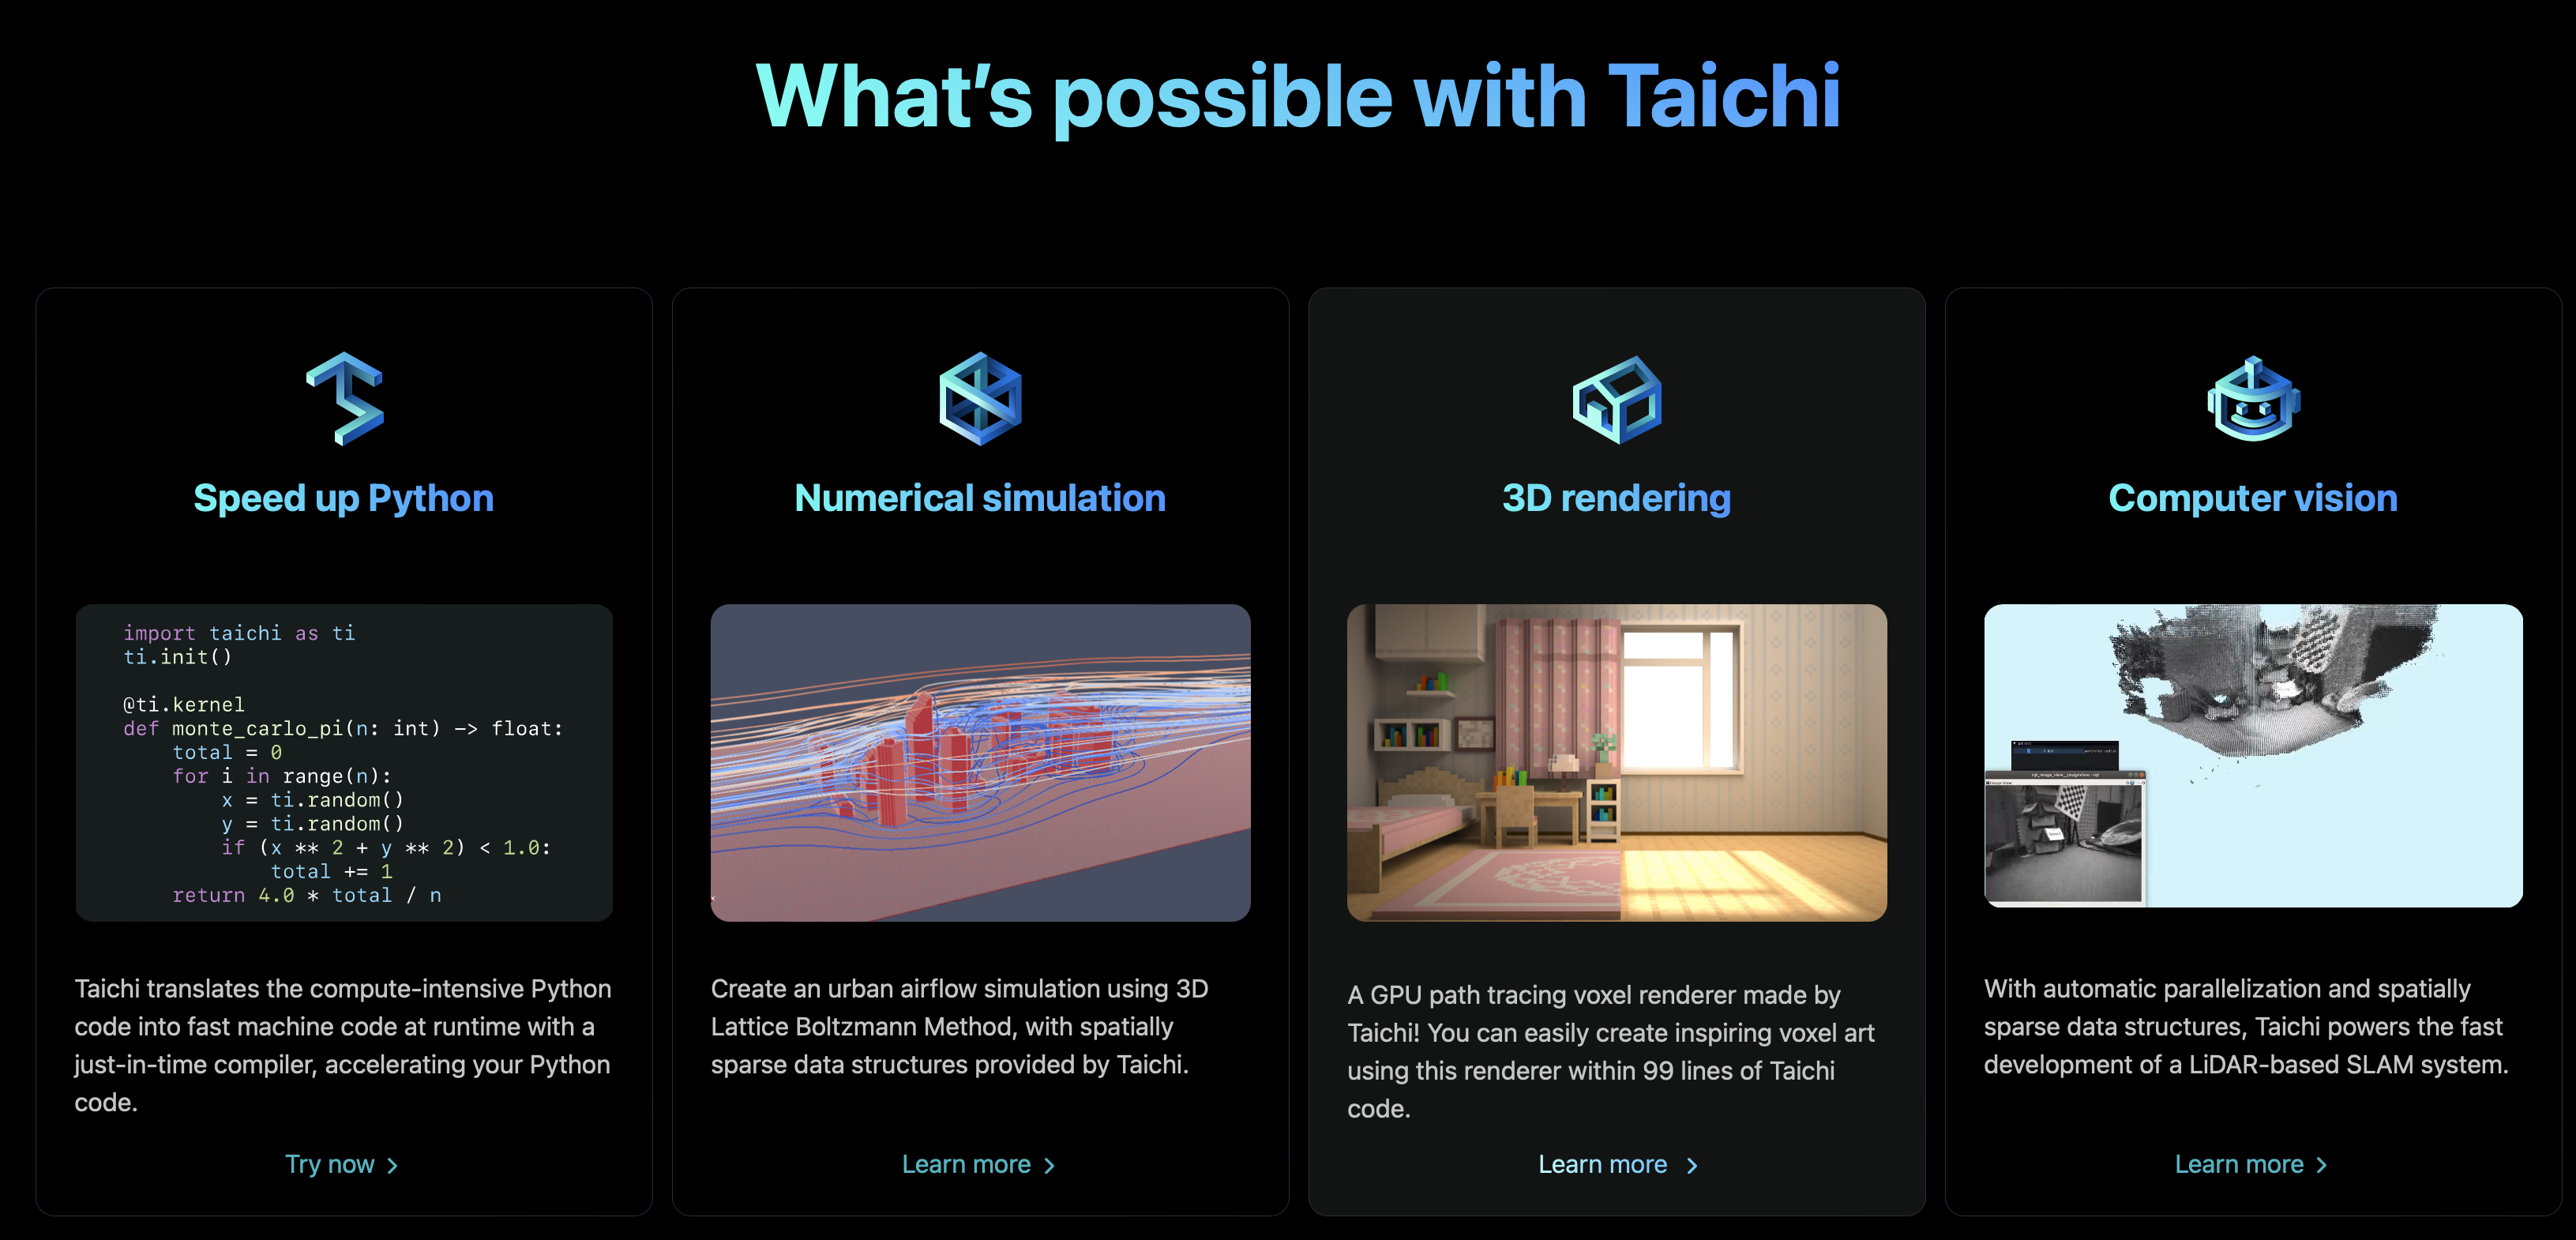 What's possible with Taichi
Speed up Python
import taichi as ti
ti.init()
@ti.kernel
def monte_carlo_pi(n: int) -> float:
total = 0
for i in range(n):
x = ti.random()
y = ti.random()
if (x ** 2 + y ** 2) < 1.0:
total += 1
return 4.0 * total / n
Taichi translates the compute-intensive Python
code into fast machine code at runtime with a
just-in-time compiler, accelerating your Python
code.
Try now
Numerical simulation
Create an urban airflow simulation using 3D
Lattice Boltzmann Method, with spatially
sparse data structures provided by Taichi.
Learn more
3D rendering
A GPU path tracing voxel renderer made by
Taichi! You can easily create inspiring voxel art
using this renderer within 99 lines of Taichi
code.
Learn more
Computer vision
With automatic parallelization and spatially
sparse data structures, Taichi powers the fast
development of a LiDAR-based SLAM system.
Learn more